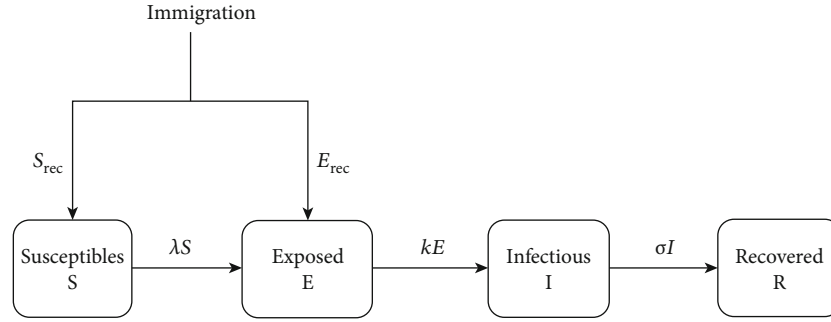 Immigration
S_rec
E_rec
Susceptibles
S
λS
Exposed
E
kE
Infectious
I
σI
Recovered
R